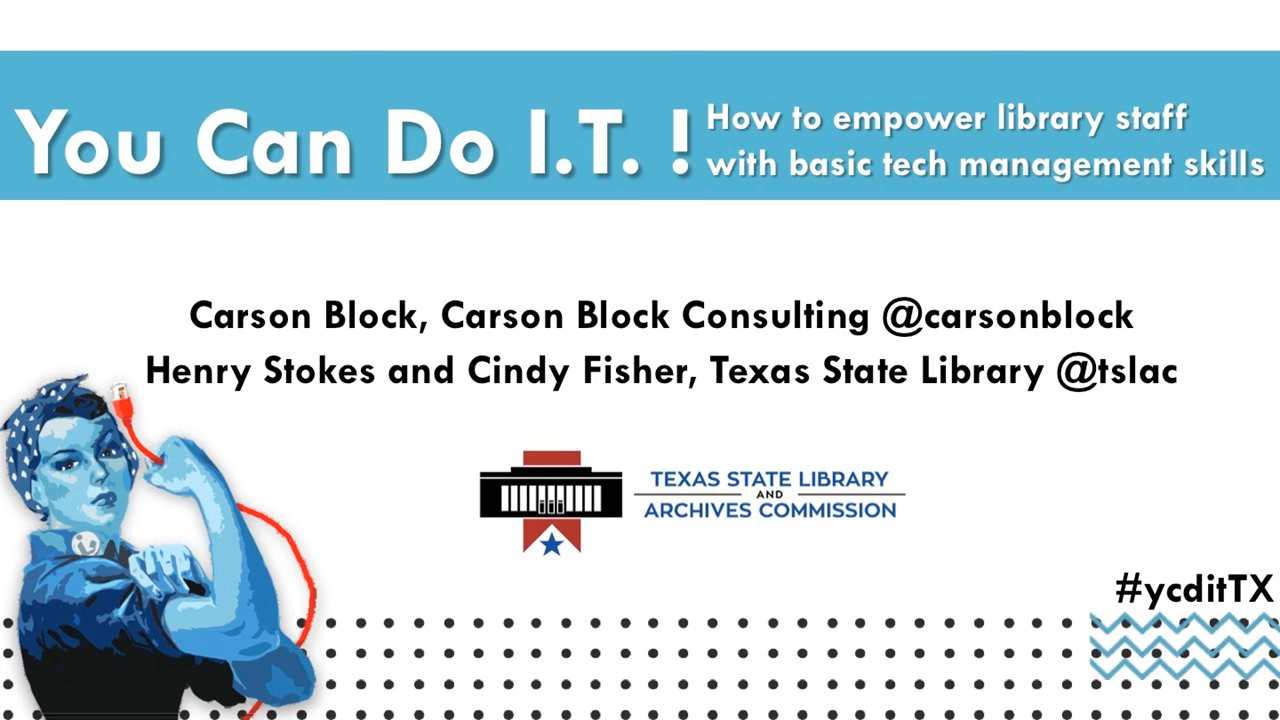 You Can Do I.T. !
How to empower library staff
with basic tech management skills
Carson Block, Carson Block Consulting @carsonblock
Henry Stokes and Cindy Fisher, Texas State Library @tslac
TEXAS STATE LIBRARY
AND
ARCHIVES COMMISSION
#ycditTX